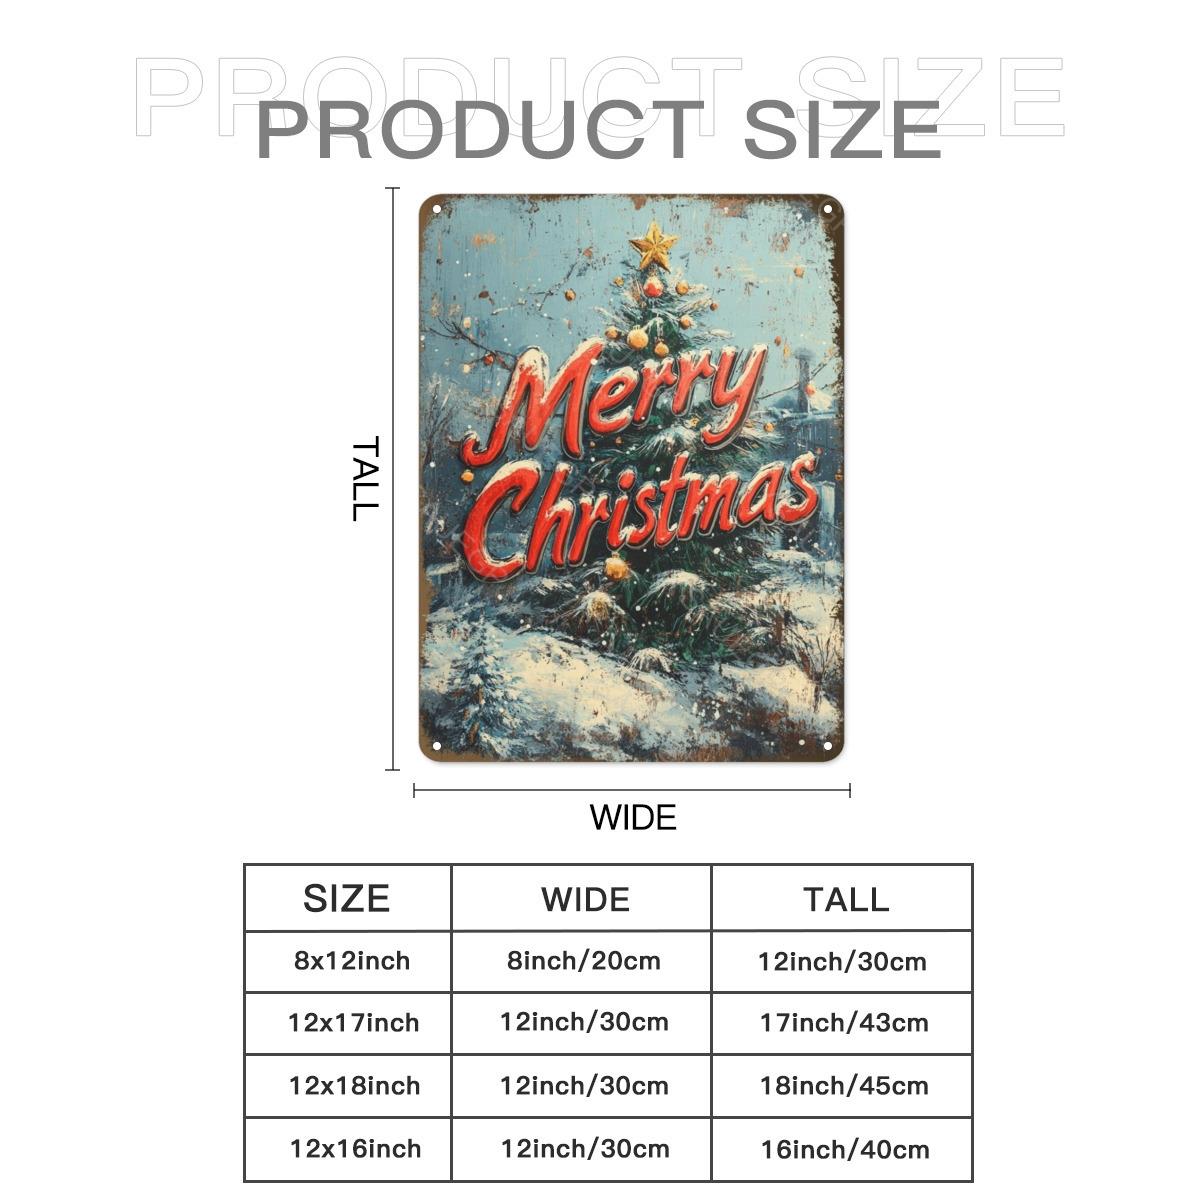 PRODUCT SIZE
PRODUCT SIZE
Merry
Christmas
TALL
WIDE
SIZE WIDE TALL
8x12inch 8inch/20cm 12inch/30cm
12x17inch 12inch/30cm 17inch/43cm
12x18inch 12inch/30cm 18inch/45cm
12x16inch 12inch/30cm 16inch/40cm